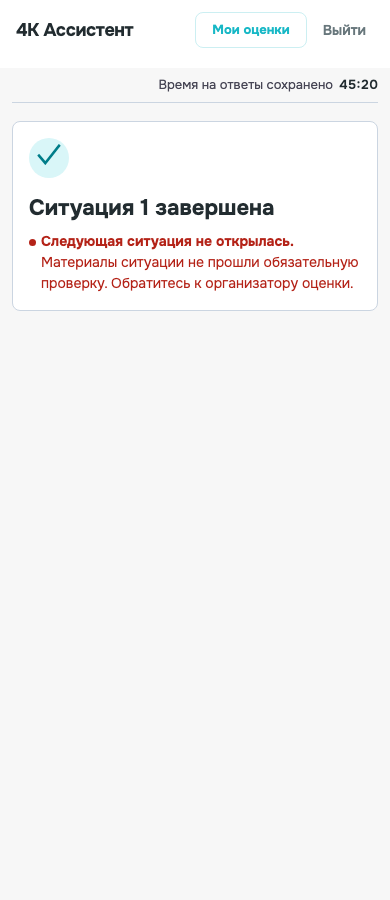 4K Ассистент
Мои оценки
Выйти
Время на ответы сохранено 45:20
Ситуация 1 завершена
Следующая ситуация не открылась.
Материалы ситуации не прошли обязательную
проверку. Обратитесь к организатору оценки.